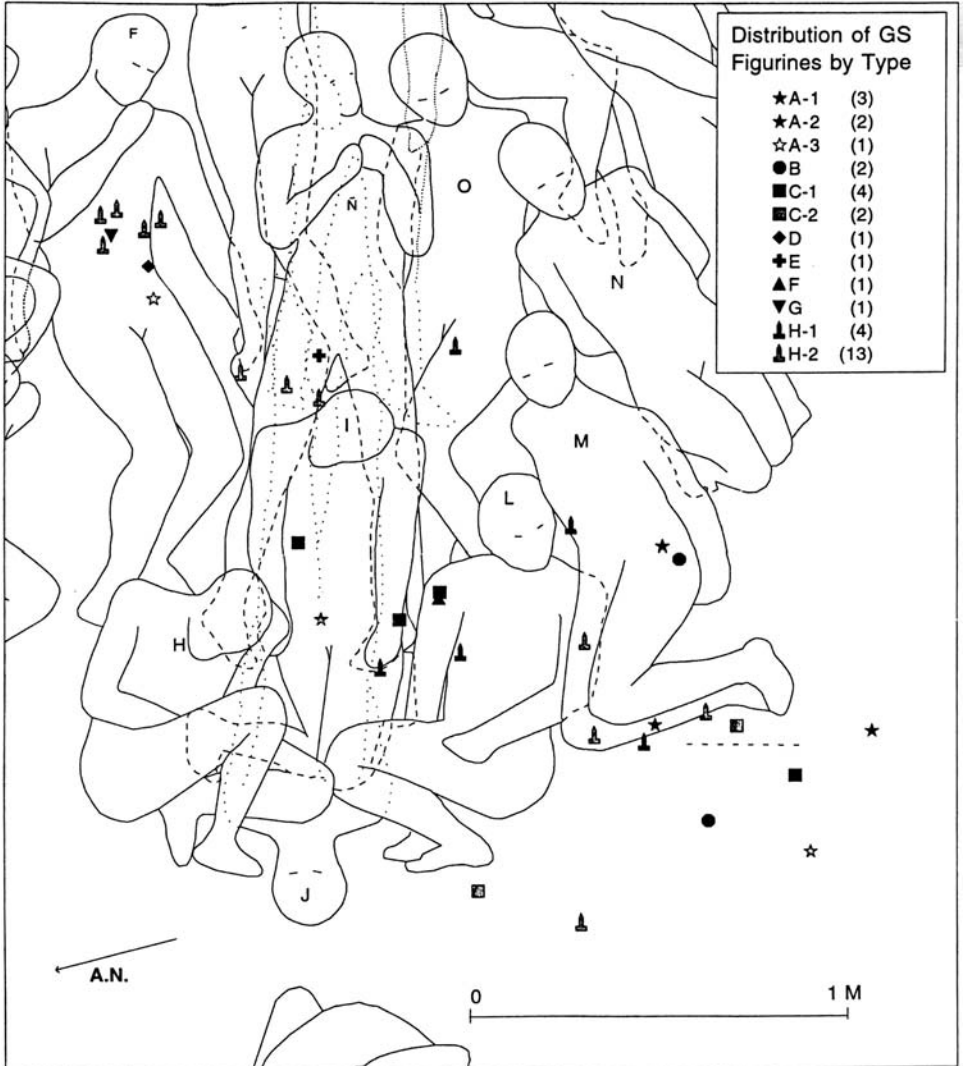 Distribution of GS
Figurines by Type
★ A-1 (3)
★ A-2 (2)
☆ A-3 (1)
● B (2)
■ C-1 (4)
▣ C-2 (2)
◆ D (1)
✚ E (1)
▲ F (1)
▼ G (1)
H-1 (4)
H-2 (13)
F
O
Ñ
N
I
M
L
H
J
A.N.
0 1 M